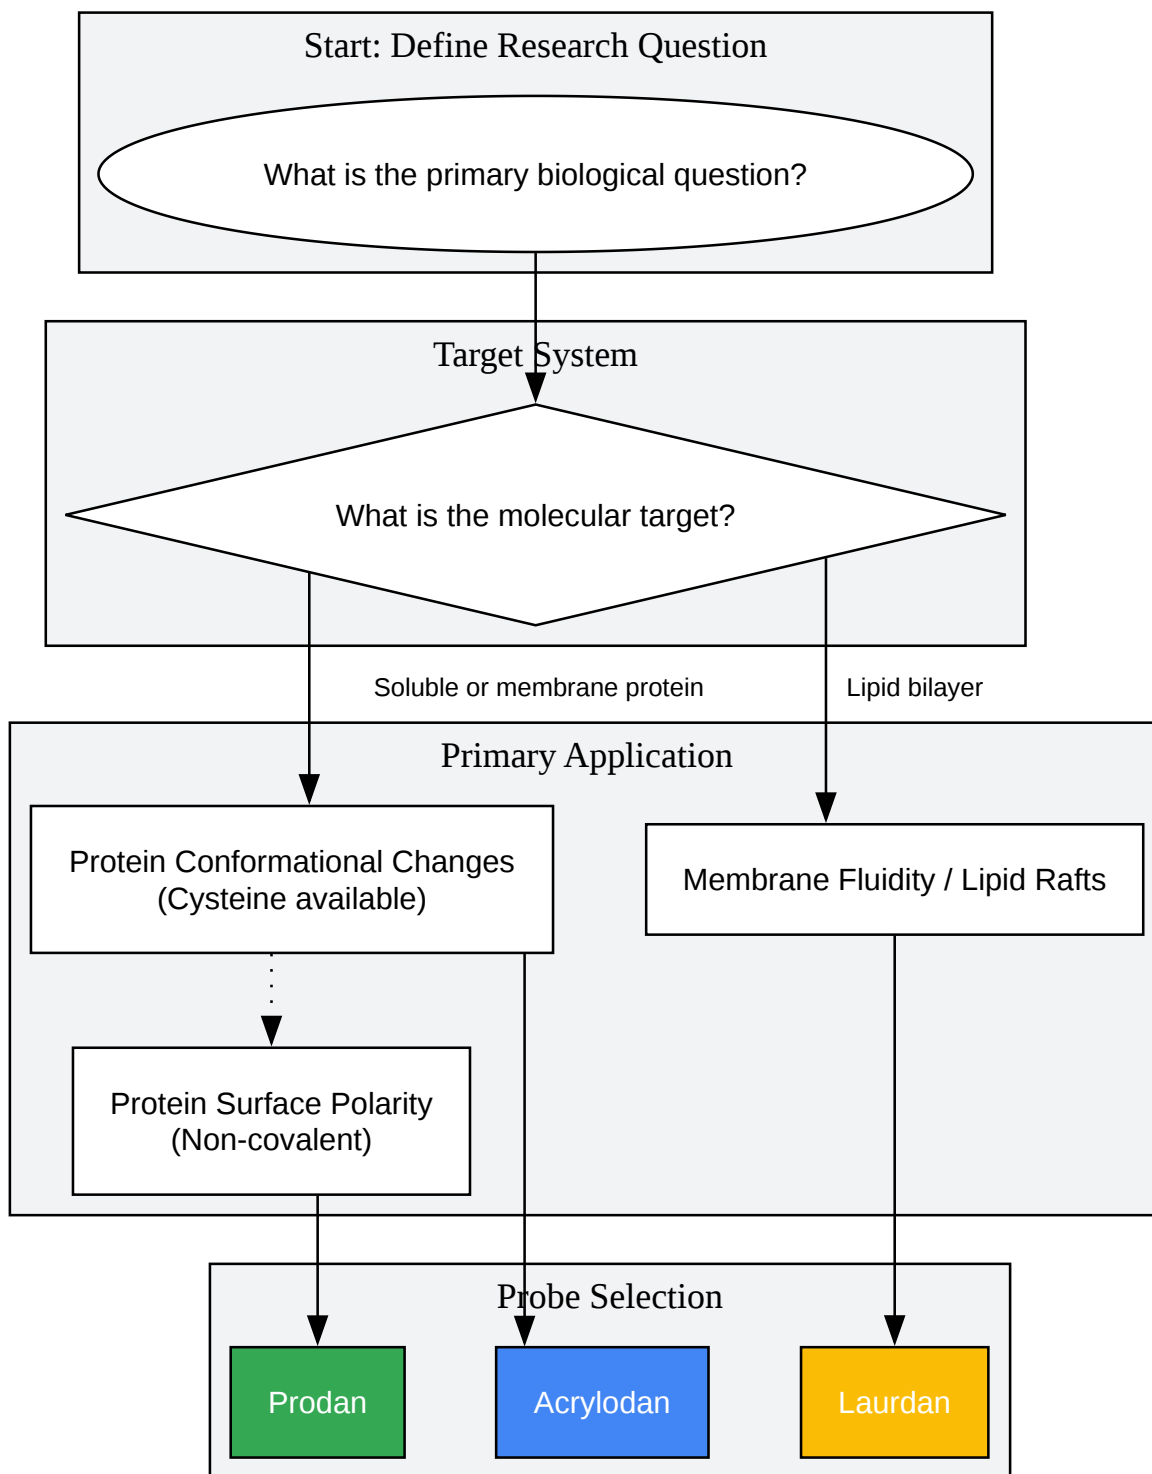 Start: Define Research Question
What is the primary biological question?
Target System
What is the molecular target?
Soluble or membrane protein
Lipid bilayer
Primary Application
Protein Conformational Changes
(Cysteine available)
Membrane Fluidity / Lipid Rafts
Protein Surface Polarity
(Non-covalent)
Probe Selection
Prodan
Acrylodan
Laurdan